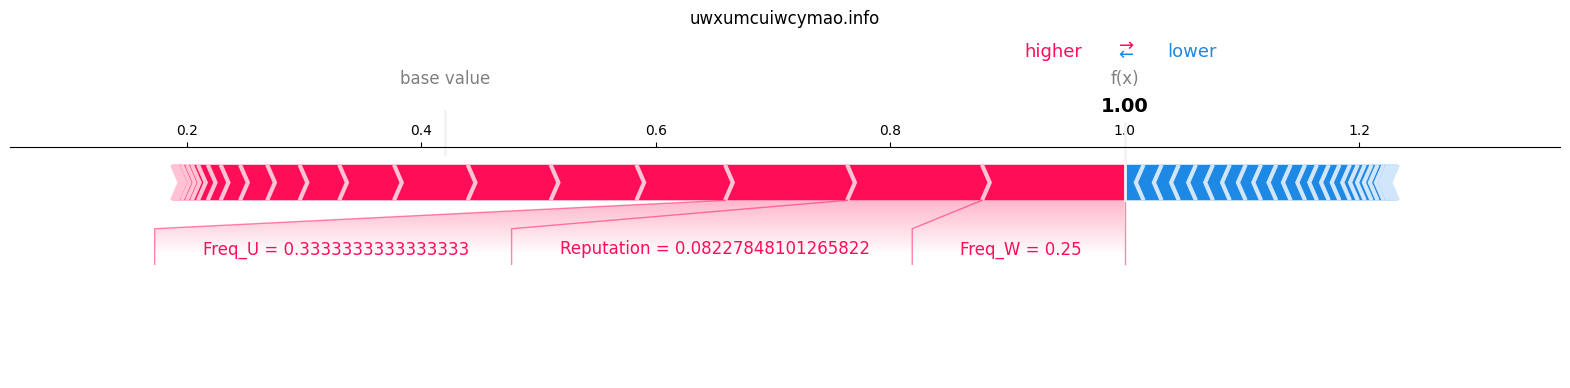 uwxumcuiwcymao.info
higher → ← lower
base value f(x)
1.00
0.2 0.4 0.6 0.8 1.0 1.2
Freq_U = 0.3333333333333333 Reputation = 0.08227848101265822 Freq_W = 0.25